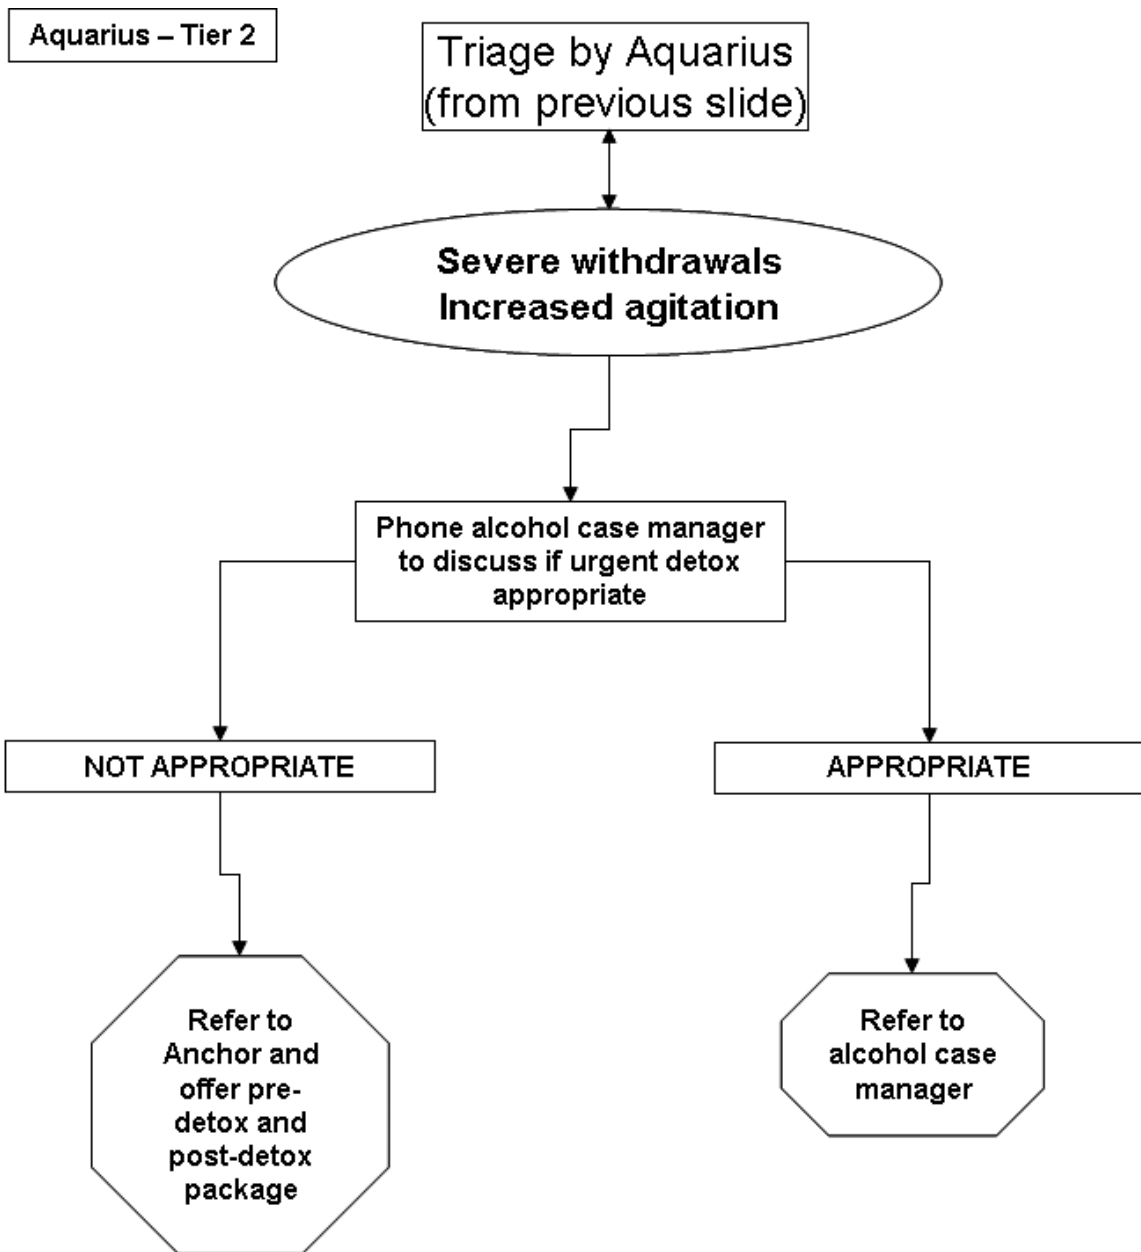 Aquarius – Tier 2
Triage by Aquarius
(from previous slide)
Severe withdrawals
Increased agitation
Phone alcohol case manager
to discuss if urgent detox
appropriate
NOT APPROPRIATE
APPROPRIATE
Refer to
Anchor and
offer pre-
detox and
post-detox
package
Refer to
alcohol case
manager